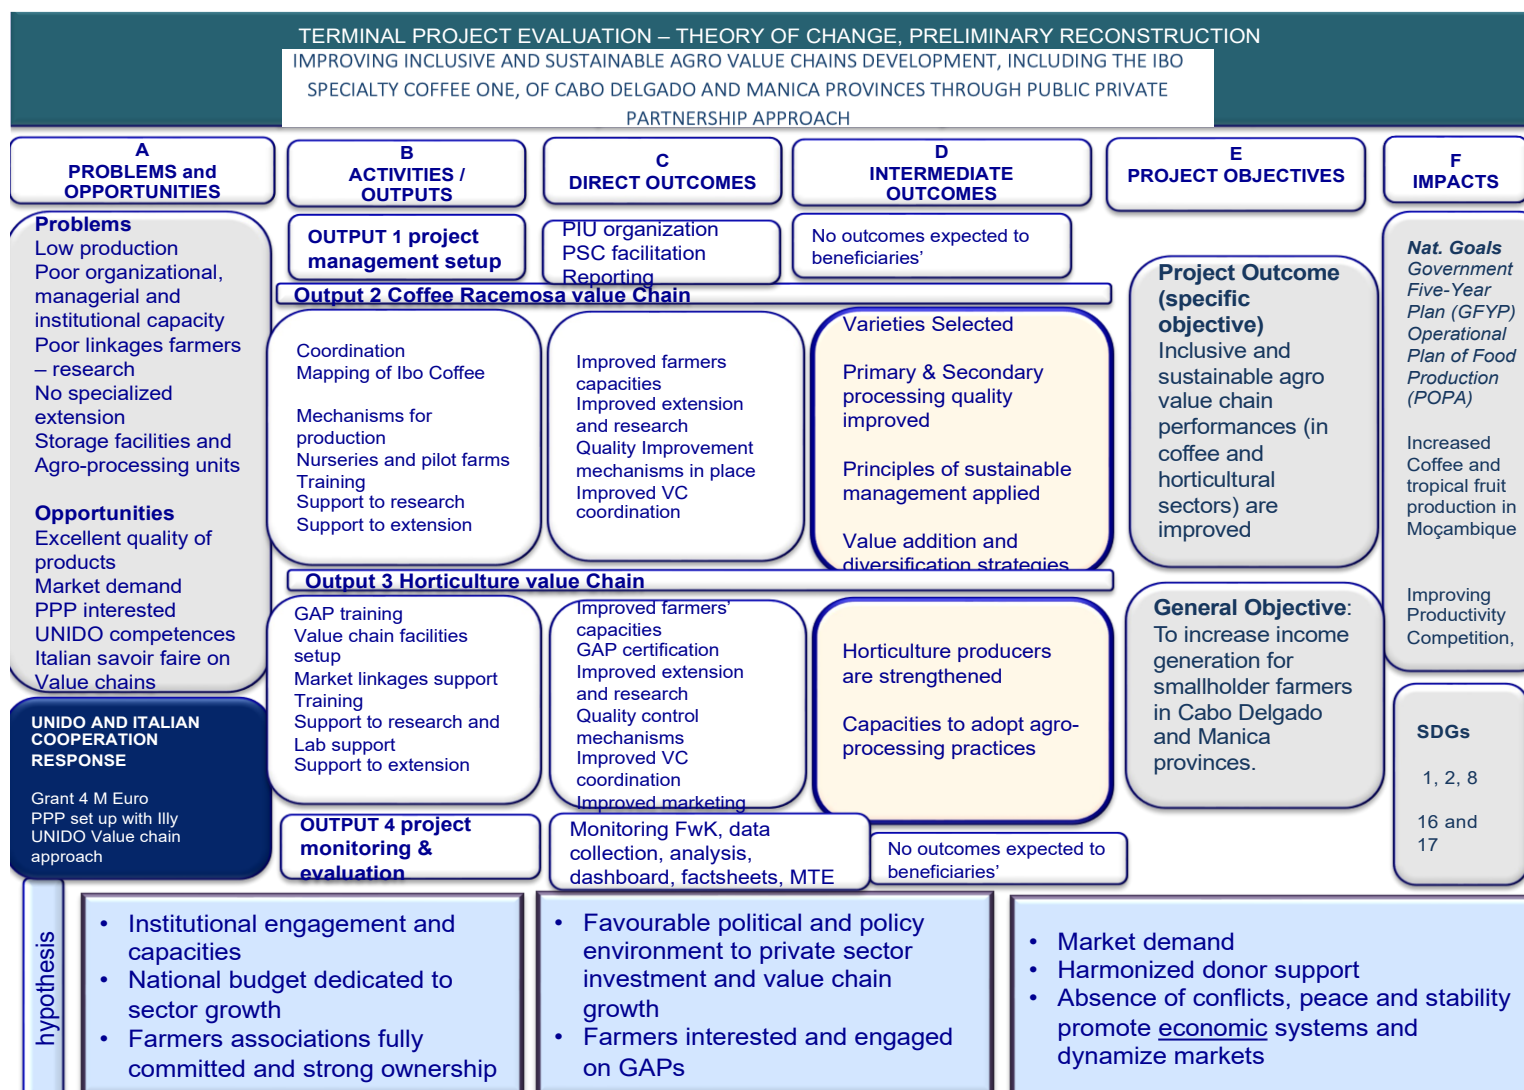 TERMINAL PROJECT EVALUATION – THEORY OF CHANGE, PRELIMINARY RECONSTRUCTION
IMPROVING INCLUSIVE AND SUSTAINABLE AGRO VALUE CHAINS DEVELOPMENT, INCLUDING THE IBO
SPECIALTY COFFEE ONE, OF CABO DELGADO AND MANICA PROVINCES THROUGH PUBLIC PRIVATE
PARTNERSHIP APPROACH
A
PROBLEMS and
OPPORTUNITIES
B
ACTIVITIES /
OUTPUTS
C
DIRECT OUTCOMES
D
INTERMEDIATE
OUTCOMES
E
PROJECT OBJECTIVES
F
IMPACTS
Problems
Low production
Poor organizational,
managerial and
institutional capacity
Poor linkages farmers
– research
No specialized
extension
Storage facilities and
Agro-processing units
Opportunities
Excellent quality of
products
Market demand
PPP interested
UNIDO competences
Italian savoir faire on
Value chains
UNIDO AND ITALIAN
COOPERATION
RESPONSE
Grant 4 M Euro
PPP set up with Illy
UNIDO Value chain
approach
OUTPUT 1 project
management setup
PIU organization
PSC facilitation
Reporting
No outcomes expected to
beneficiaries’
Output 2 Coffee Racemosa value Chain
Coordination
Mapping of Ibo Coffee
Mechanisms for
production
Nurseries and pilot farms
Training
Support to research
Support to extension
Improved farmers
capacities
Improved extension
and research
Quality Improvement
mechanisms in place
Improved VC
coordination
Varieties Selected
Primary & Secondary
processing quality
improved
Principles of sustainable
management applied
Value addition and
diversification strategies
Output 3 Horticulture value Chain
GAP training
Value chain facilities
setup
Market linkages support
Training
Support to research and
Lab support
Support to extension
Improved farmers’
capacities
GAP certification
Improved extension
and research
Quality control
mechanisms
Improved VC
coordination
Improved marketing
Horticulture producers
are strengthened
Capacities to adopt agro-
processing practices
OUTPUT 4 project
monitoring &
evaluation
Monitoring FwK, data
collection, analysis,
dashboard, factsheets, MTE
No outcomes expected to
beneficiaries’
Project Outcome
(specific
objective)
Inclusive and
sustainable agro
value chain
performances (in
coffee and
horticultural
sectors) are
improved
General Objective:
To increase income
generation for
smallholder farmers
in Cabo Delgado
and Manica
provinces.
Nat. Goals
Government
Five-Year
Plan (GFYP)
Operational
Plan of Food
Production
(POPA)
Increased
Coffee and
tropical fruit
production in
Moçambique
Improving
Productivity
Competition,
SDGs
1, 2, 8
16 and
17
hypothesis
• Institutional engagement and
capacities
• National budget dedicated to
sector growth
• Farmers associations fully
committed and strong ownership
• Favourable political and policy
environment to private sector
investment and value chain
growth
• Farmers interested and engaged
on GAPs
• Market demand
• Harmonized donor support
• Absence of conflicts, peace and stability
promote economic systems and
dynamize markets